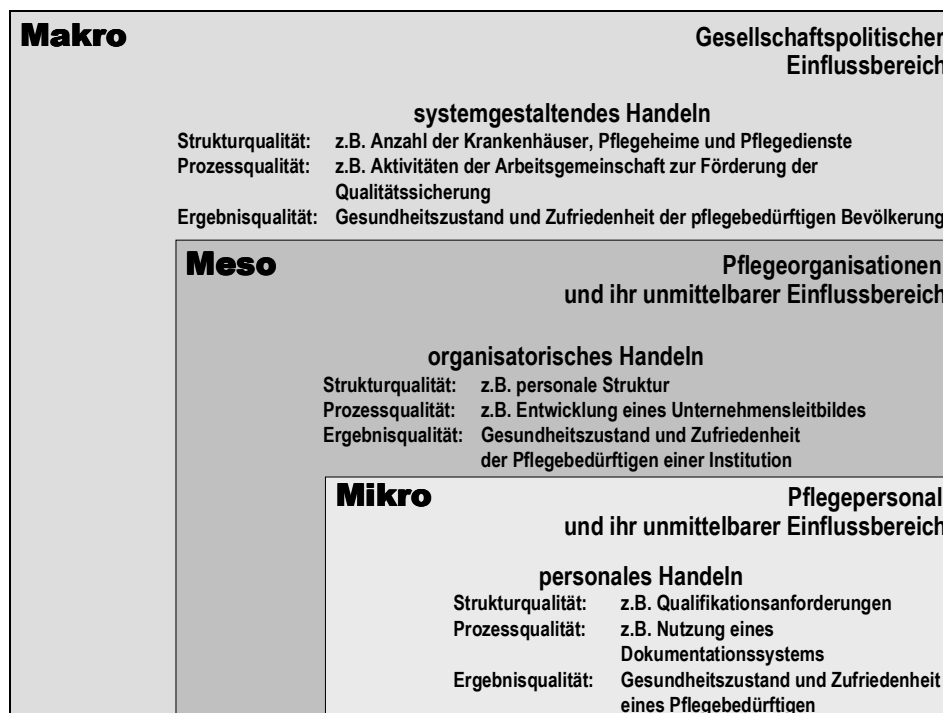 Makro
Gesellschaftspolitischer
Einflussbereich
systemgestaltendes Handeln
Strukturqualität: z.B. Anzahl der Krankenhäuser, Pflegeheime und Pflegedienste
Prozessqualität: z.B. Aktivitäten der Arbeitsgemeinschaft zur Förderung der
Qualitätssicherung
Ergebnisqualität: Gesundheitszustand und Zufriedenheit der pflegebedürftigen Bevölkerung
Meso
Pflegeorganisationen
und ihr unmittelbarer Einflussbereich
organisatorisches Handeln
Strukturqualität: z.B. personale Struktur
Prozessqualität: z.B. Entwicklung eines Unternehmensleitbildes
Ergebnisqualität: Gesundheitszustand und Zufriedenheit
der Pflegebedürftigen einer Institution
Mikro
Pflegepersonal
und ihr unmittelbarer Einflussbereich
personales Handeln
Strukturqualität: z.B. Qualifikationsanforderungen
Prozessqualität: z.B. Nutzung eines
Dokumentationssystems
Ergebnisqualität: Gesundheitszustand und Zufriedenheit
eines Pflegebedürftigen